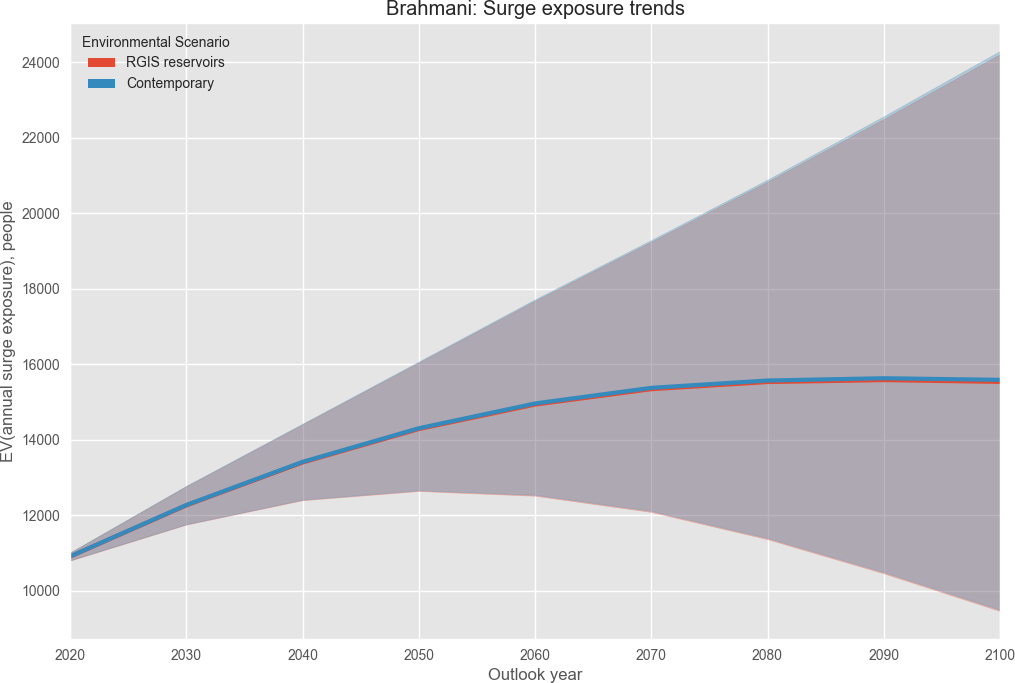 Brahmani: Surge exposure trends
Environmental Scenario
RGIS reservoirs
Contemporary
EV(annual surge exposure), people
24000
22000
20000
18000
16000
14000
12000
10000
2020 2030 2040 2050 2060 2070 2080 2090 2100
Outlook year